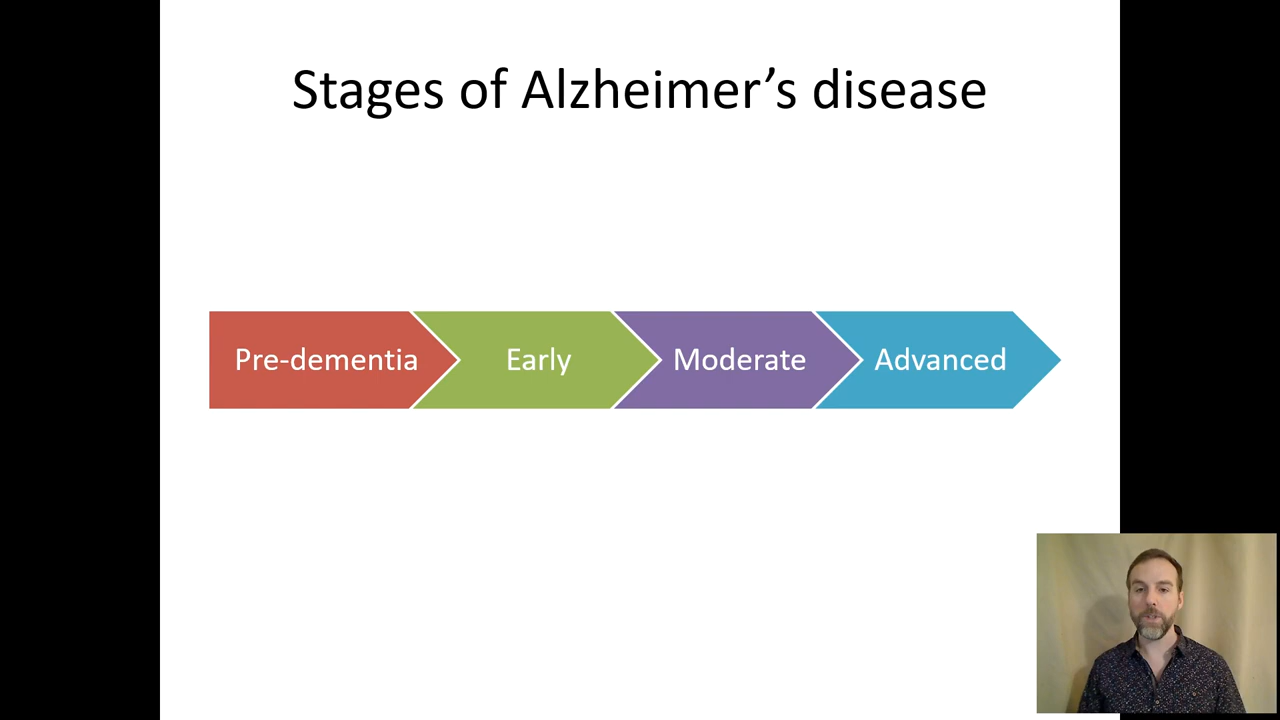 Stages of Alzheimer’s disease
Pre-dementia
Early
Moderate
Advanced